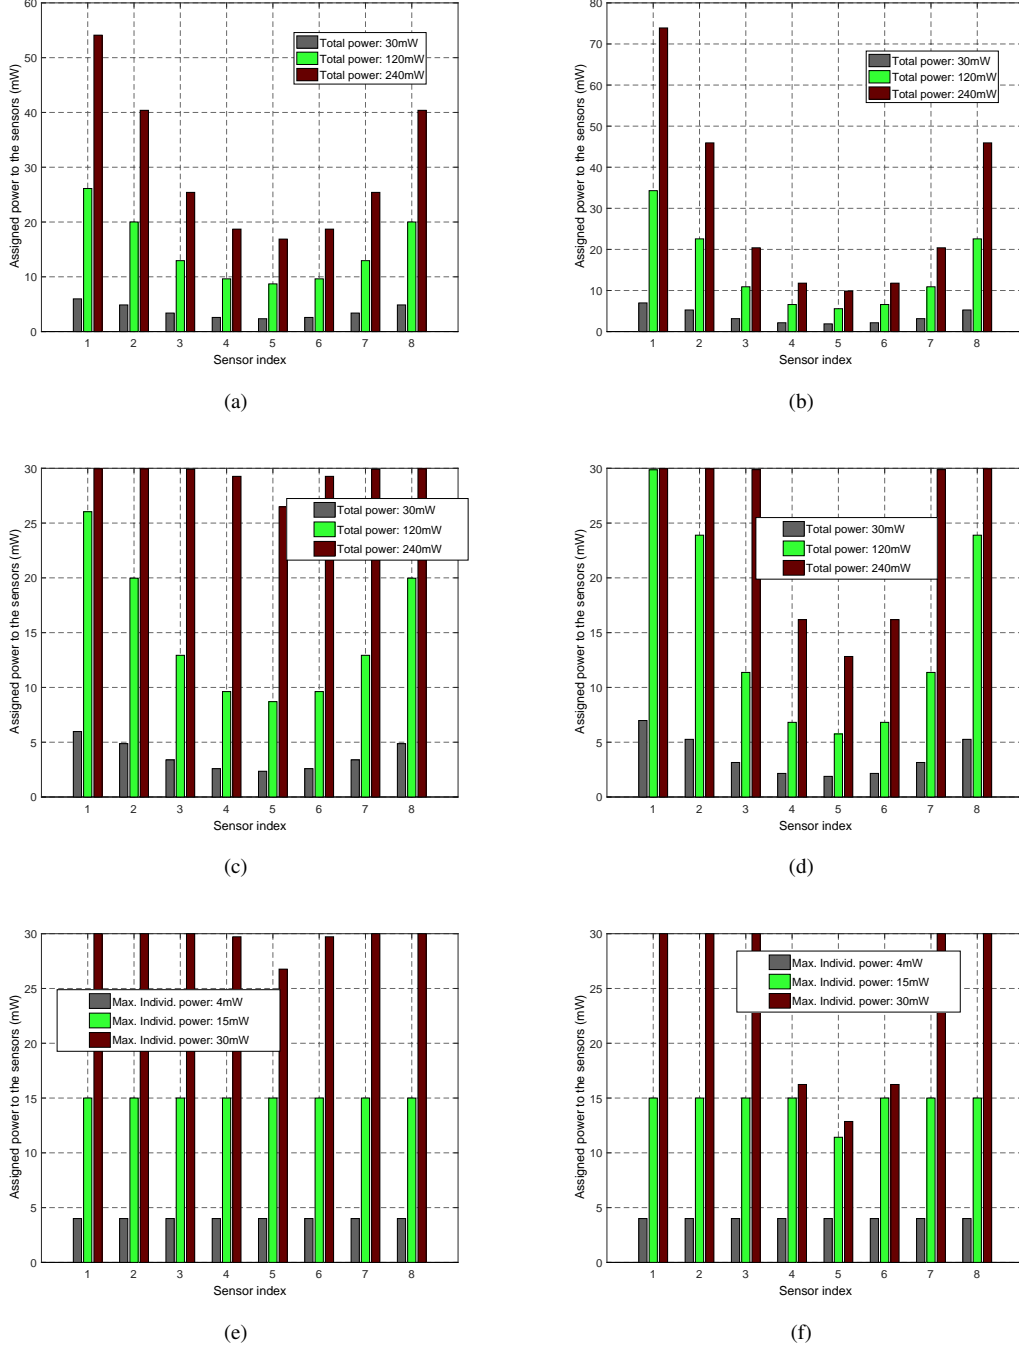 60
50
40
30
20
10
0
Assigned power to the sensors (mW)
Total power: 30mW
Total power: 120mW
Total power: 240mW
1 2 3 4 5 6 7 8
Sensor index
(a)
80
70
60
50
40
30
20
10
0
Assigned power to the sensors (mW)
Total power: 30mW
Total power: 120mW
Total power: 240mW
1 2 3 4 5 6 7 8
Sensor index
(b)
30
25
20
15
10
5
0
Assigned power to the sensors (mW)
Total power: 30mW
Total power: 120mW
Total power: 240mW
1 2 3 4 5 6 7 8
Sensor index
(c)
30
25
20
15
10
5
0
Assigned power to the sensors (mW)
Total power: 30mW
Total power: 120mW
Total power: 240mW
1 2 3 4 5 6 7 8
Sensor index
(d)
30
25
20
15
10
5
0
Assigned power to the sensors (mW)
Max. Individ. power: 4mW
Max. Individ. power: 15mW
Max. Individ. power: 30mW
1 2 3 4 5 6 7 8
Sensor index
(e)
30
25
20
15
10
5
0
Assigned power to the sensors (mW)
Max. Individ. power: 4mW
Max. Individ. power: 15mW
Max. Individ. power: 30mW
1 2 3 4 5 6 7 8
Sensor index
(f)